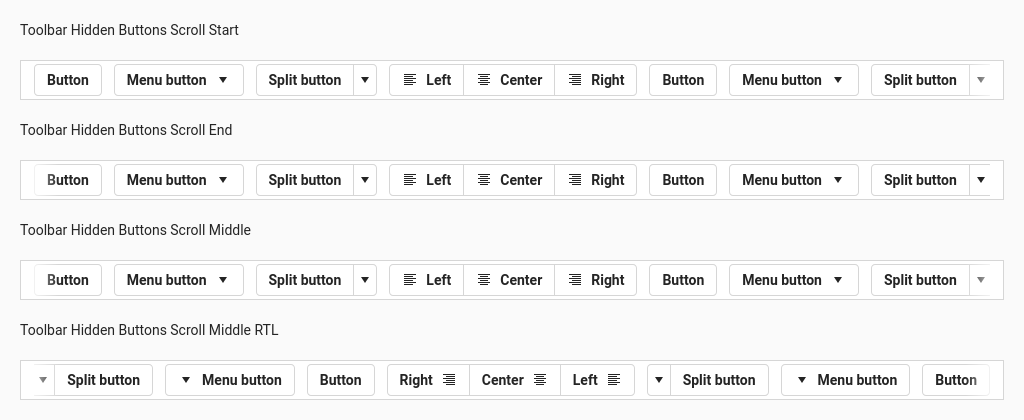 Toolbar Hidden Buttons Scroll Start
Button Menu button Split button Left Center Right Button Menu button Split button
Toolbar Hidden Buttons Scroll End
Button Menu button Split button Left Center Right Button Menu button Split button
Toolbar Hidden Buttons Scroll Middle
Button Menu button Split button Left Center Right Button Menu button Split button
Toolbar Hidden Buttons Scroll Middle RTL
Split button Menu button Button Right Center Left Split button Menu button Button